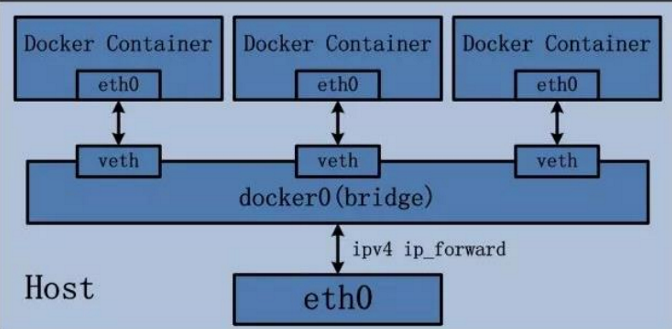 Docker Container Docker Container Docker Container
eth0 eth0 eth0
veth veth veth
docker0(bridge)
ipv4 ip_forward
Host
eth0